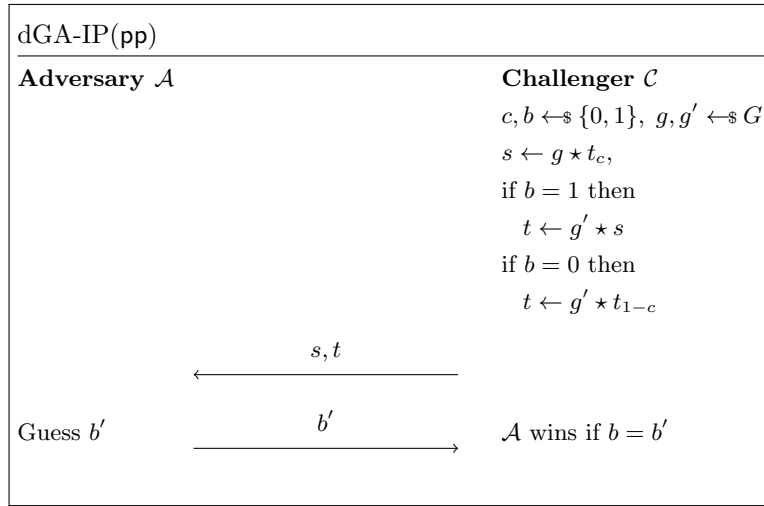 dGA-IP(pp)
Adversary 𝒜 Challenger 𝒞
c, b ←$ {0, 1}, g, g′ ←$ G
s ← g ⋆ t_c,
if b = 1 then
t ← g′ ⋆ s
if b = 0 then
t ← g′ ⋆ t_{1−c}
s, t
Guess b′ b′ 𝒜 wins if b = b′